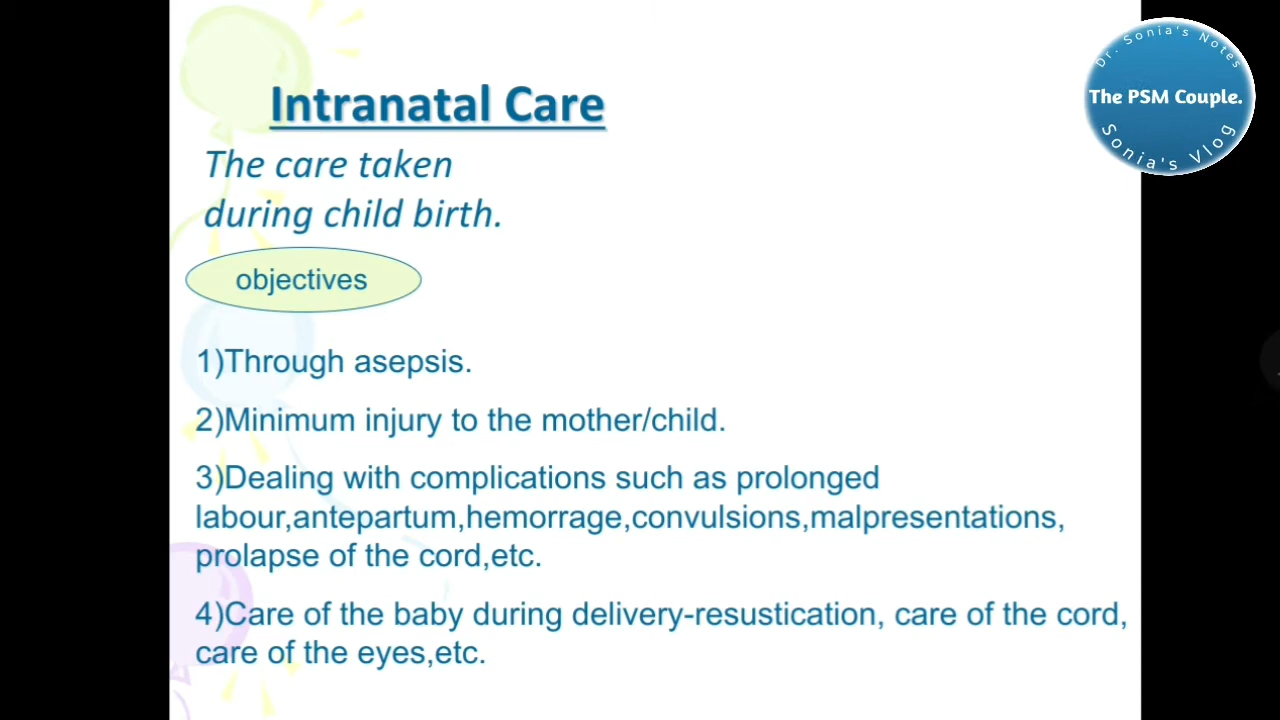 Intranatal Care
The care taken
during child birth.
objectives
1)Through asepsis.
2)Minimum injury to the mother/child.
3)Dealing with complications such as prolonged
labour,antepartum,hemorrage,convulsions,malpresentations,
prolapse of the cord,etc.
4)Care of the baby during delivery-resustication, care of the cord,
care of the eyes,etc.
Dr. Sonia's Notes
The PSM Couple.
Sonia's Vlog